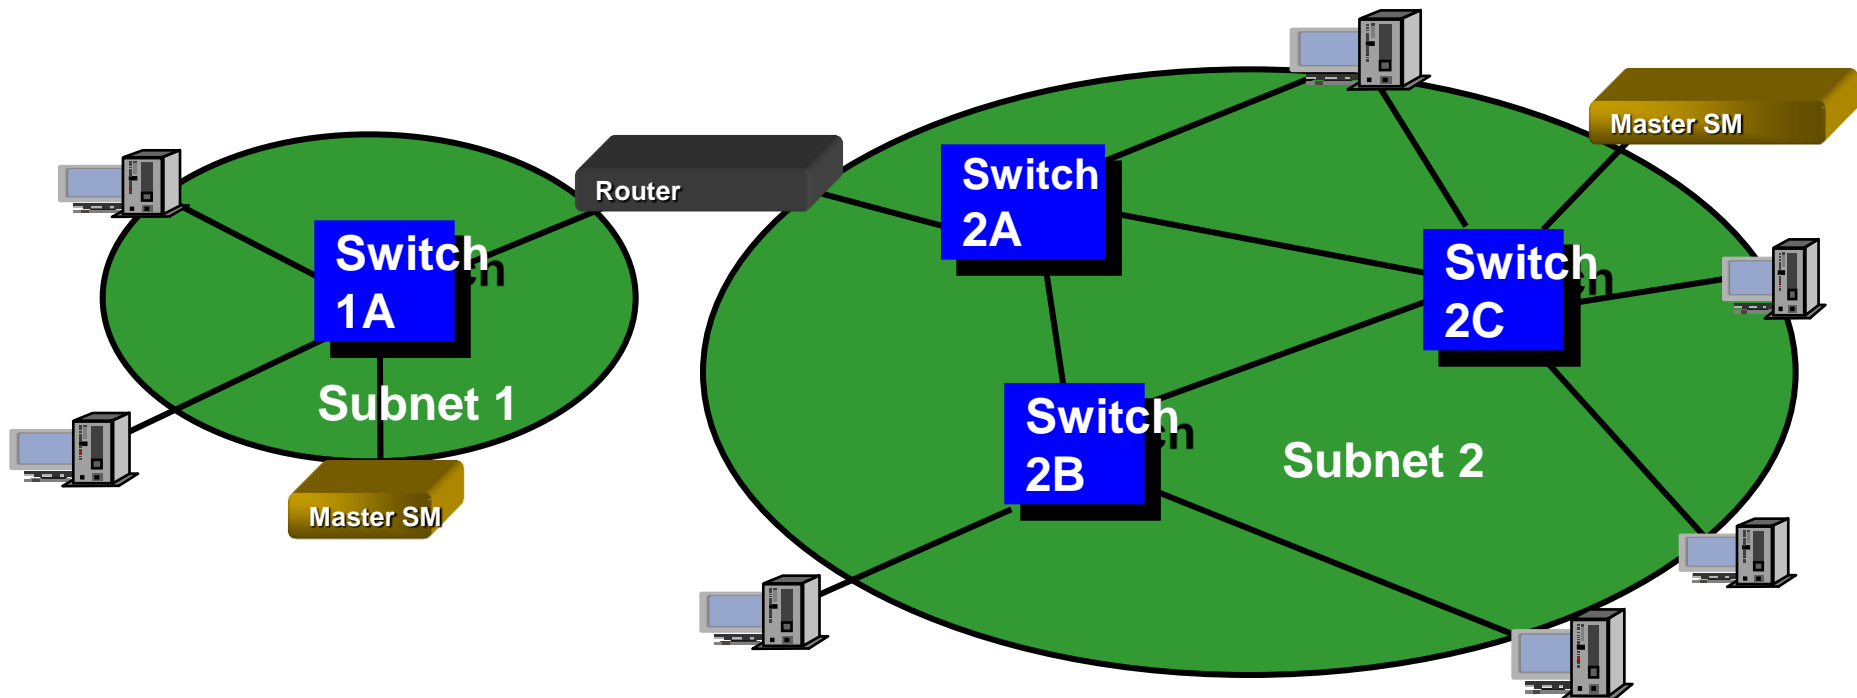 Switch
1A
Subnet 1
Master SM
Router
Switch
2A
Switch
2B
Switch
2C
Subnet 2
Master SM